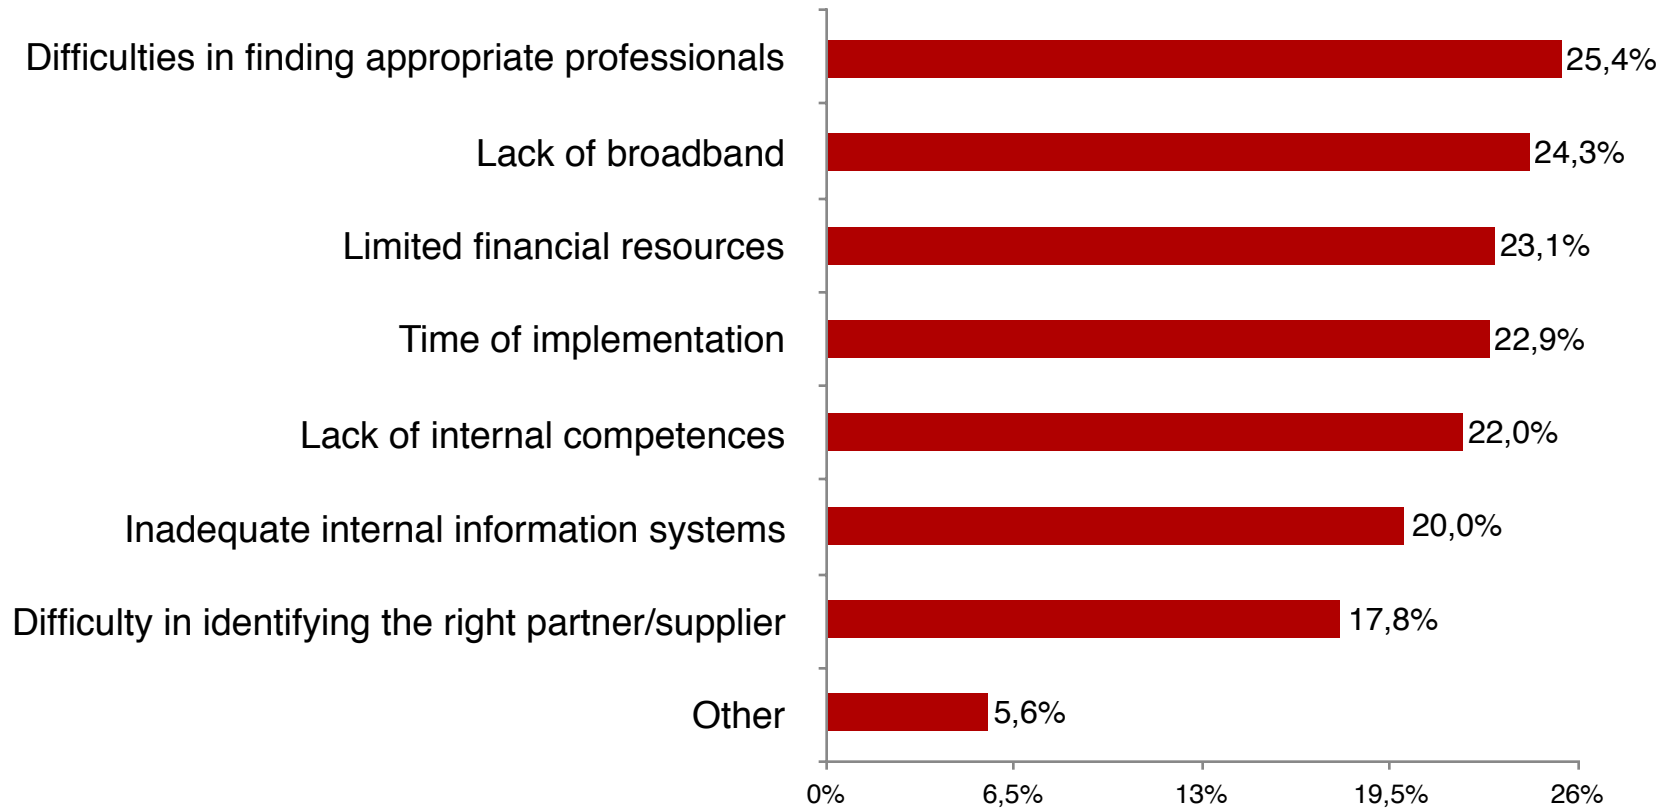 Difficulties in finding appropriate professionals 25,4%
Lack of broadband 24,3%
Limited financial resources 23,1%
Time of implementation 22,9%
Lack of internal competences 22,0%
Inadequate internal information systems 20,0%
Difficulty in identifying the right partner/supplier 17,8%
Other 5,6%
0% 6,5% 13% 19,5% 26%